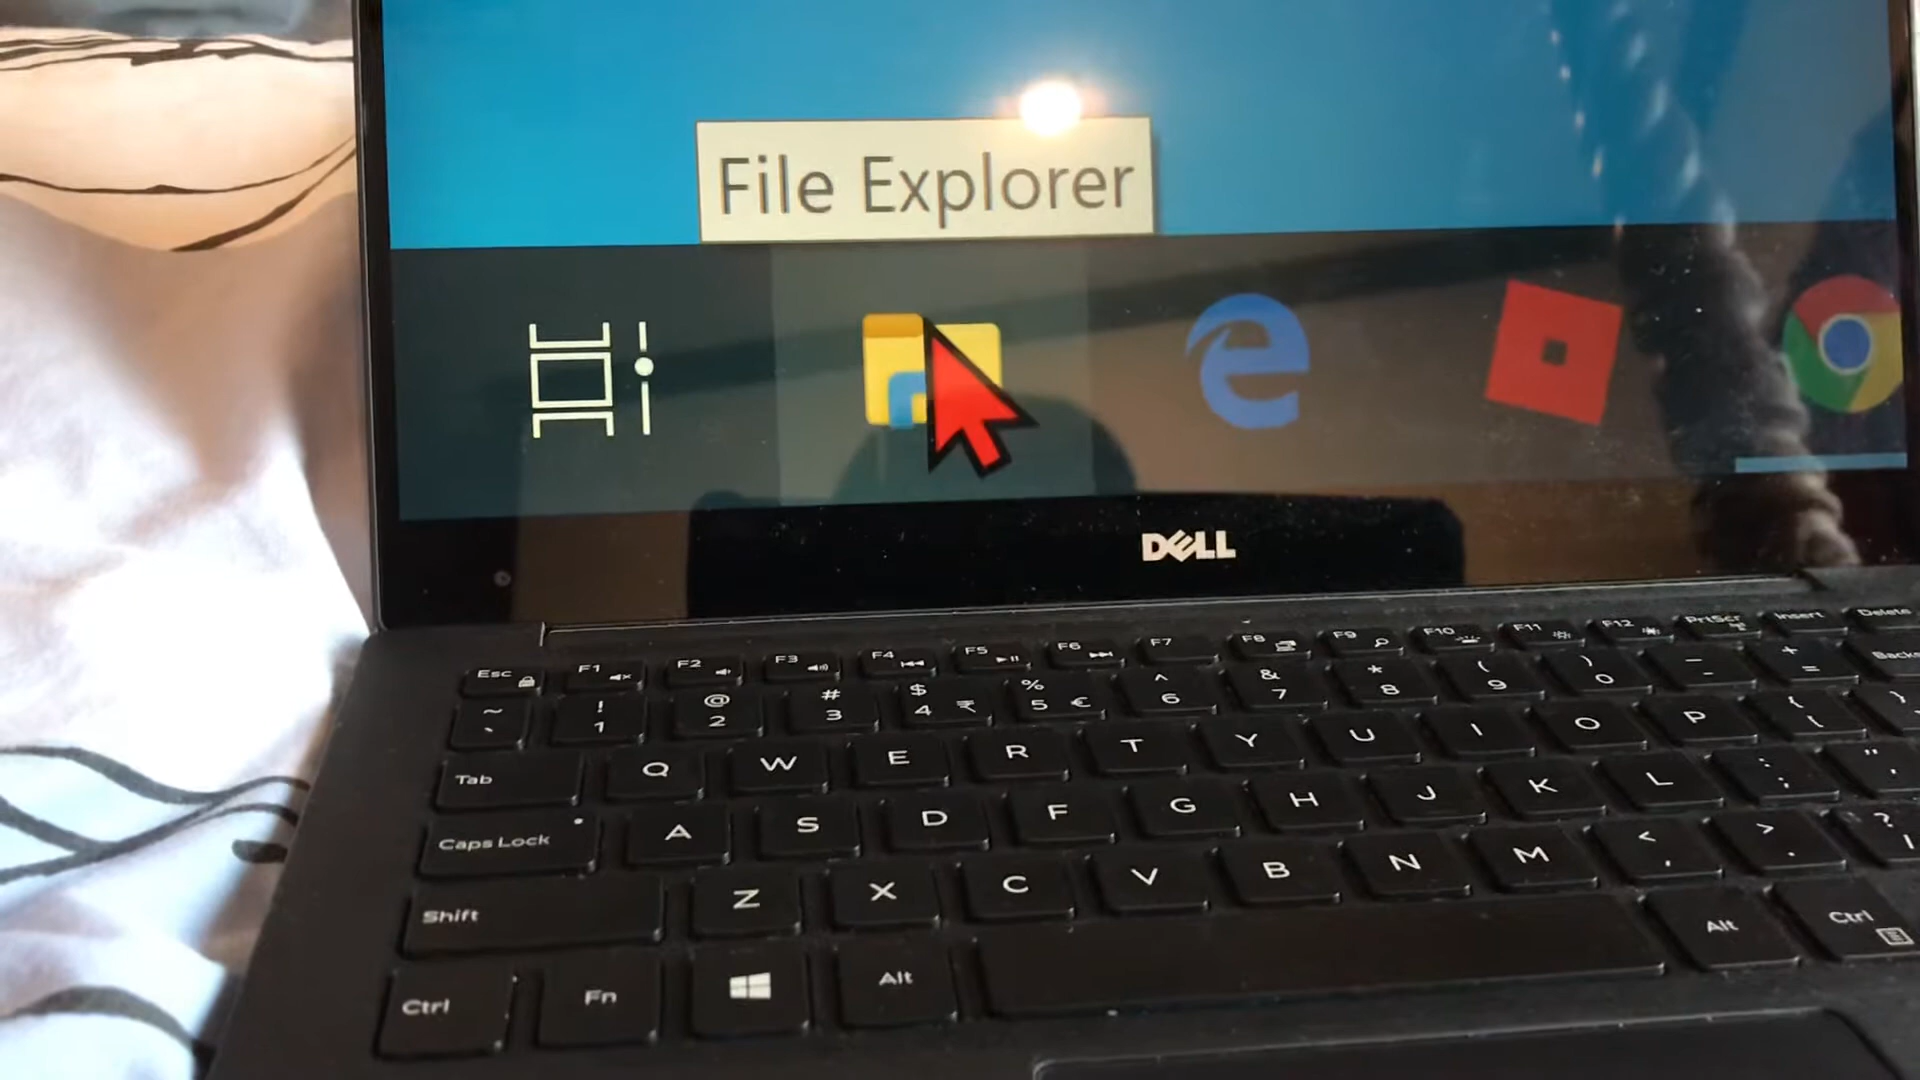 File Explorer
DELL
Esc F1 F2 F3 F4 F5 F6 F7 F8 F9 F10 F11 F12 PrtScr Insert Delete
~ ` ! 1 @ 2 # 3 $ 4 ₹ % 5 € ^ 6 & 7 * 8 ( 9 ) 0 _ - + =
Tab Q W E R T Y U I O P { [
Caps Lock A S D F G H J K L : ; " '
Shift Z X C V B N M < , > . ?
Ctrl Fn Alt Alt Ctrl